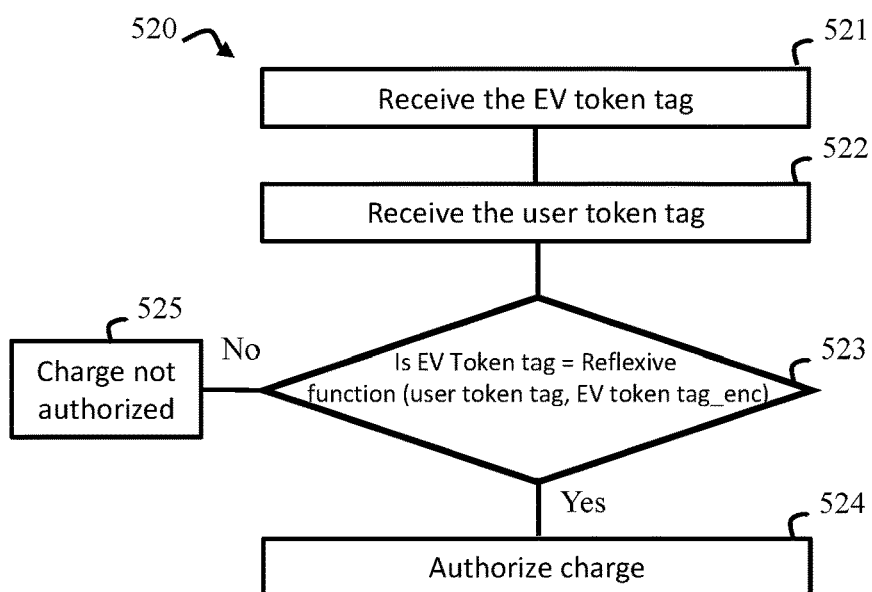 520
521
Receive the EV token tag
522
Receive the user token tag
525
No
Charge not
authorized
Is EV Token tag = Reflexive
function (user token tag, EV token tag_enc)
523
Yes
524
Authorize charge